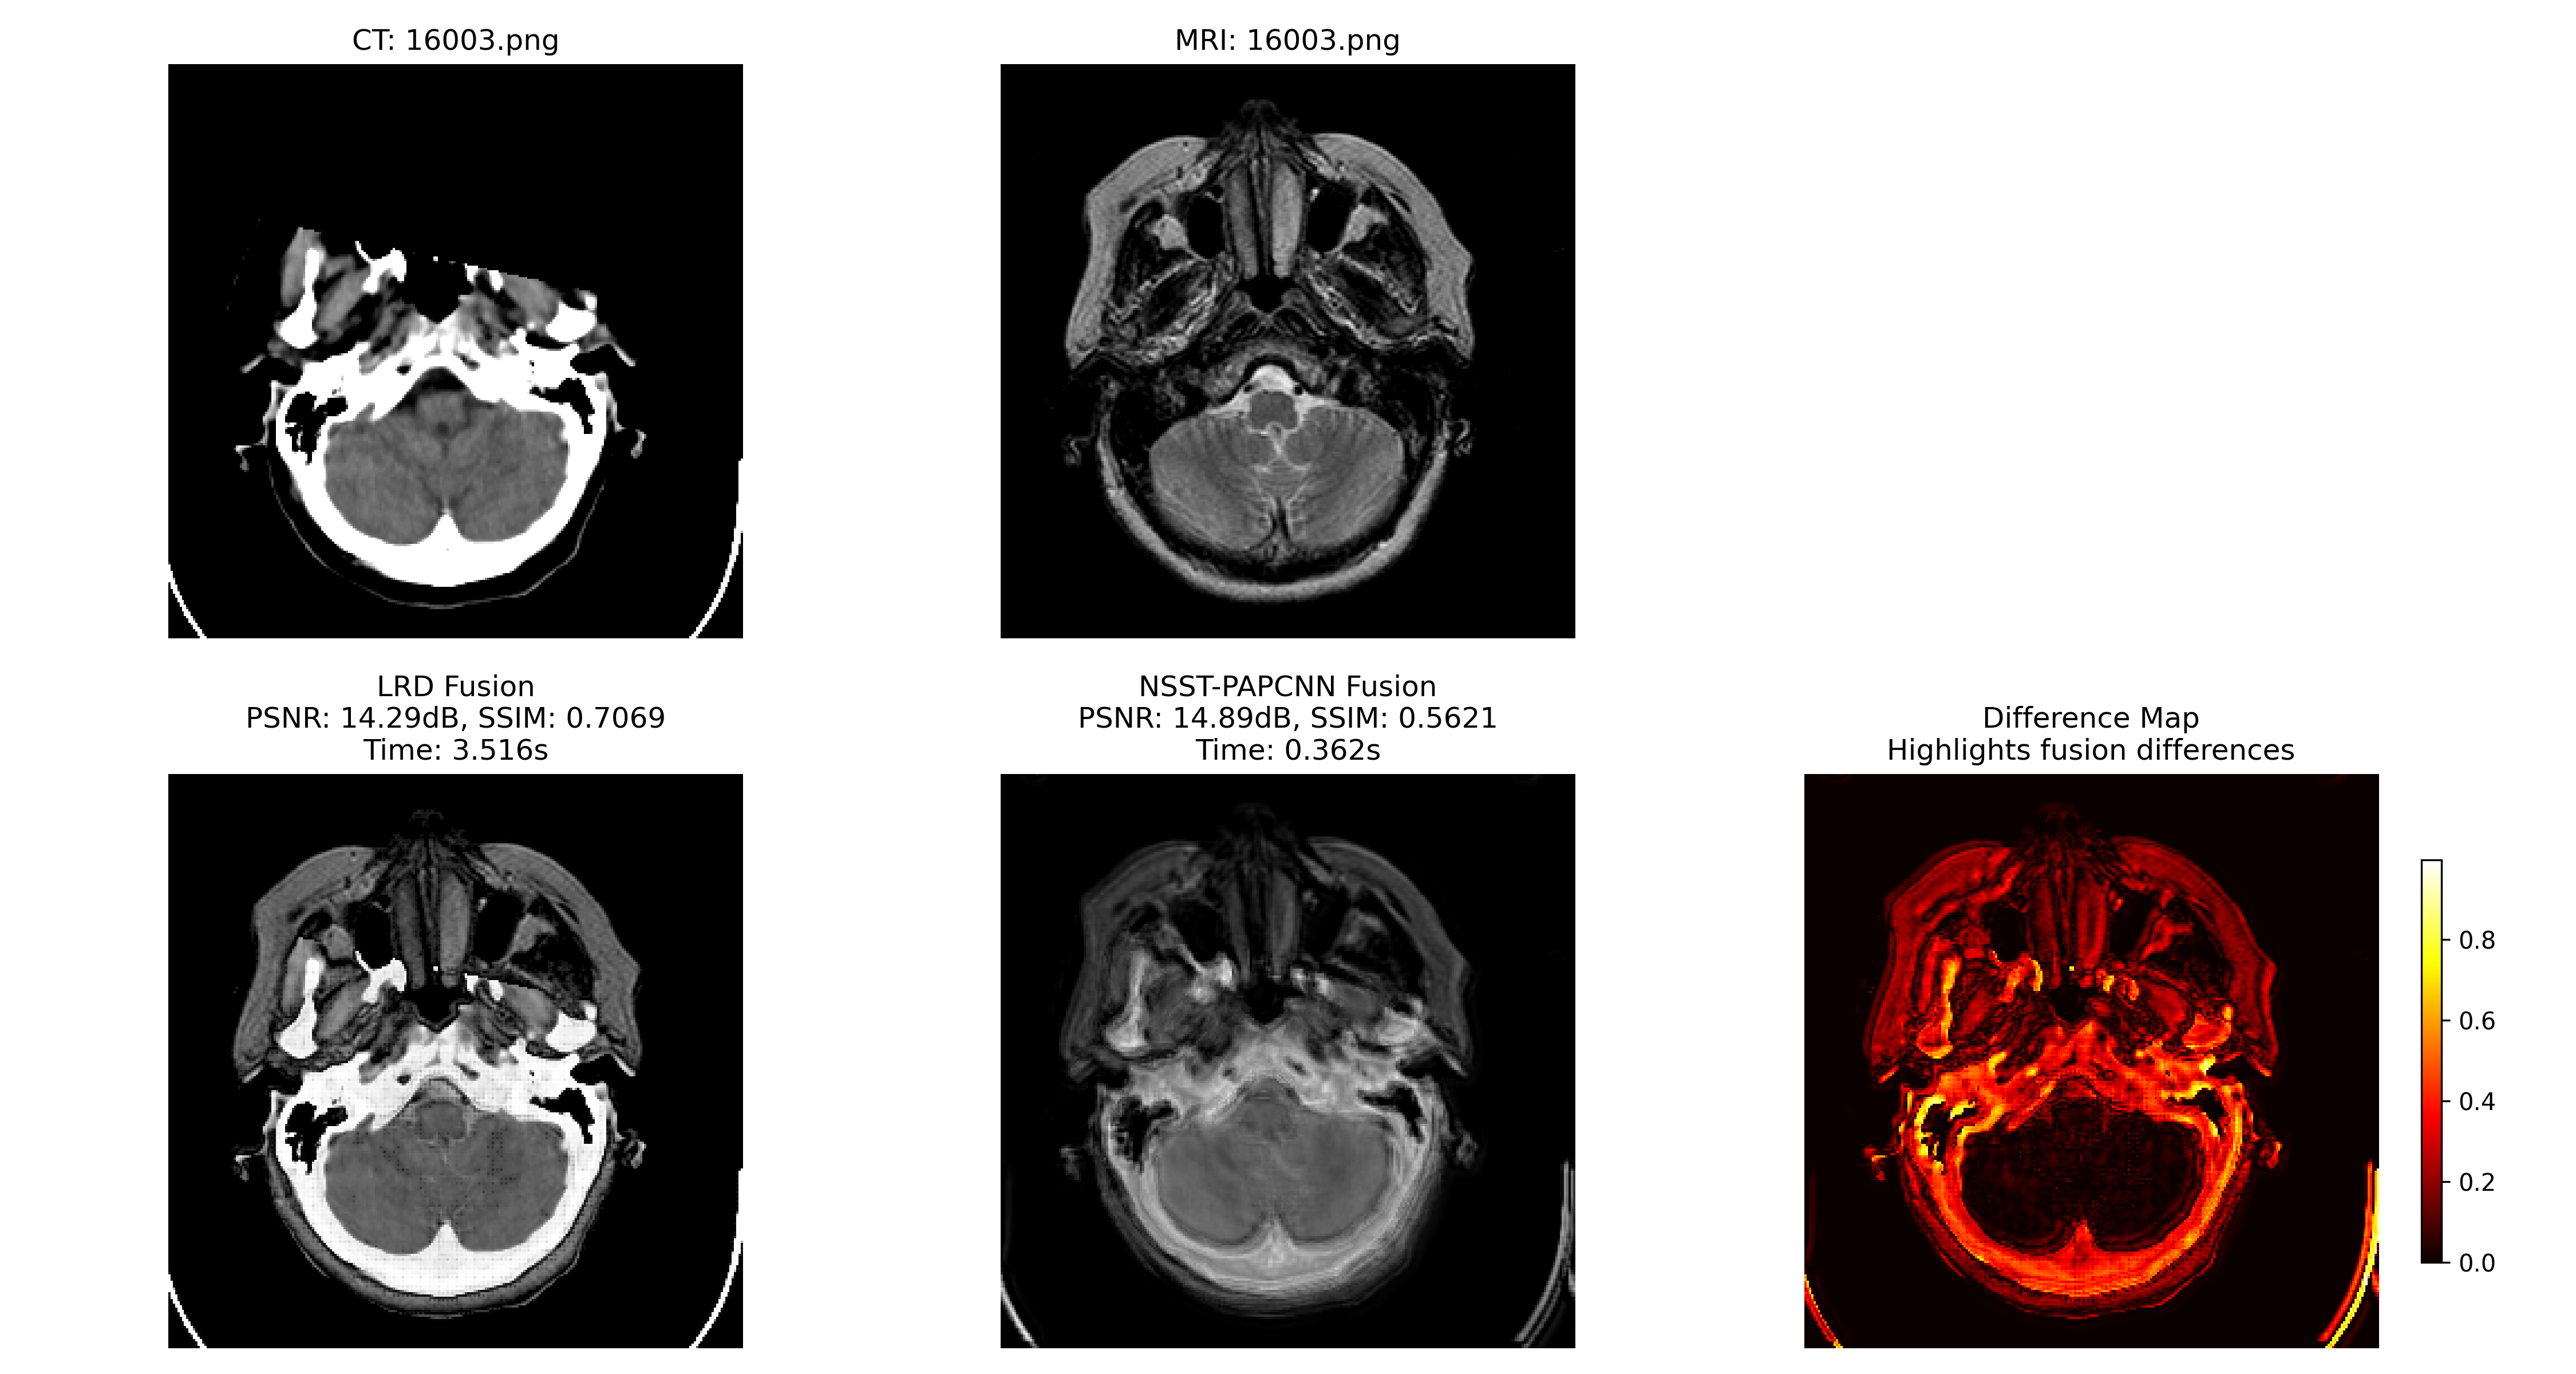 CT: 16003.png
MRI: 16003.png
LRD Fusion
PSNR: 14.29dB, SSIM: 0.7069
Time: 3.516s
NSST-PAPCNN Fusion
PSNR: 14.89dB, SSIM: 0.5621
Time: 0.362s
Difference Map
Highlights fusion differences
0.8
0.6
0.4
0.2
0.0